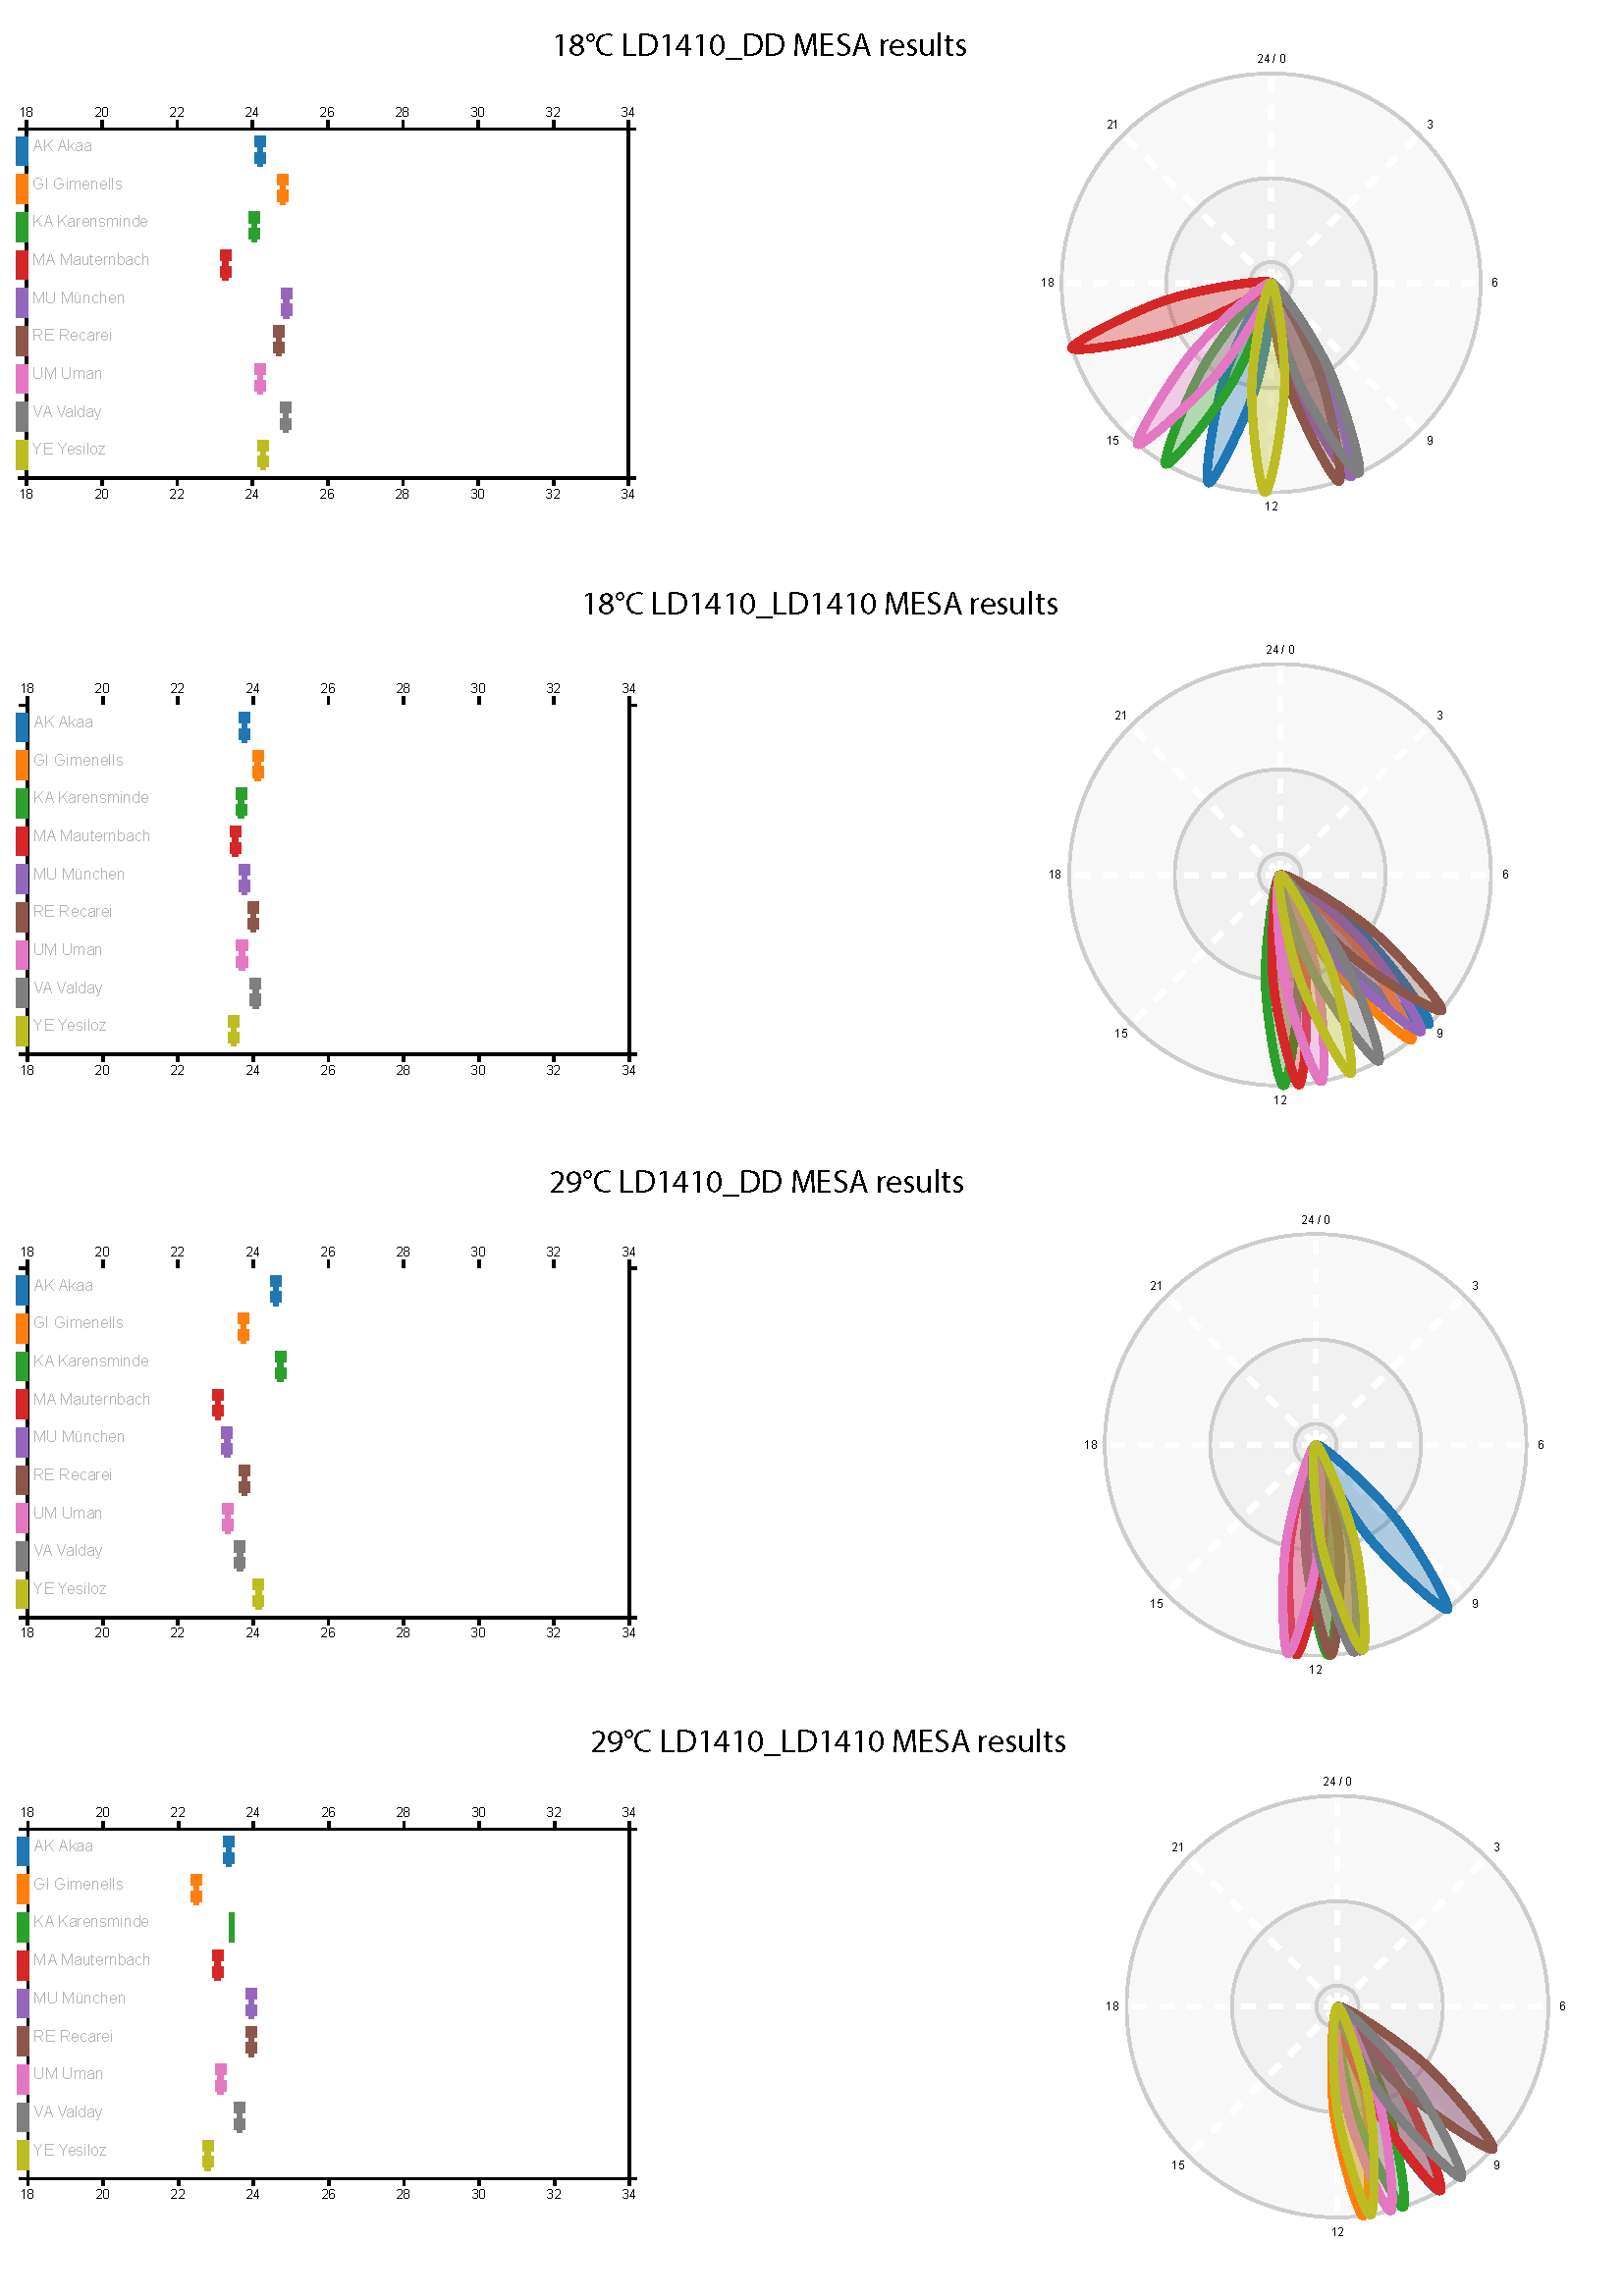 18°C LD1410_DD MESA results
18 20 22 24 26 28 30 32 34
AK Akaa
GI Gimenells
KA Karensminde
MA Mauternbach
MU München
RE Recarei
UM Uman
VA Valday
YE Yesiloz
18 20 22 24 26 28 30 32 34
24 / 0
21 3
18 6
15 9
12
18°C LD1410_LD1410 MESA results
18 20 22 24 26 28 30 32 34
AK Akaa
GI Gimenells
KA Karensminde
MA Mauternbach
MU München
RE Recarei
UM Uman
VA Valday
YE Yesiloz
18 20 22 24 26 28 30 32 34
24 / 0
21 3
18 6
15 9
12
29°C LD1410_DD MESA results
18 20 22 24 26 28 30 32 34
AK Akaa
GI Gimenells
KA Karensminde
MA Mauternbach
MU München
RE Recarei
UM Uman
VA Valday
YE Yesiloz
18 20 22 24 26 28 30 32 34
24 / 0
21 3
18 6
15 9
12
29°C LD1410_LD1410 MESA results
18 20 22 24 26 28 30 32 34
AK Akaa
GI Gimenells
KA Karensminde
MA Mauternbach
MU München
RE Recarei
UM Uman
VA Valday
YE Yesiloz
18 20 22 24 26 28 30 32 34
24 / 0
21 3
18 6
15 9
12